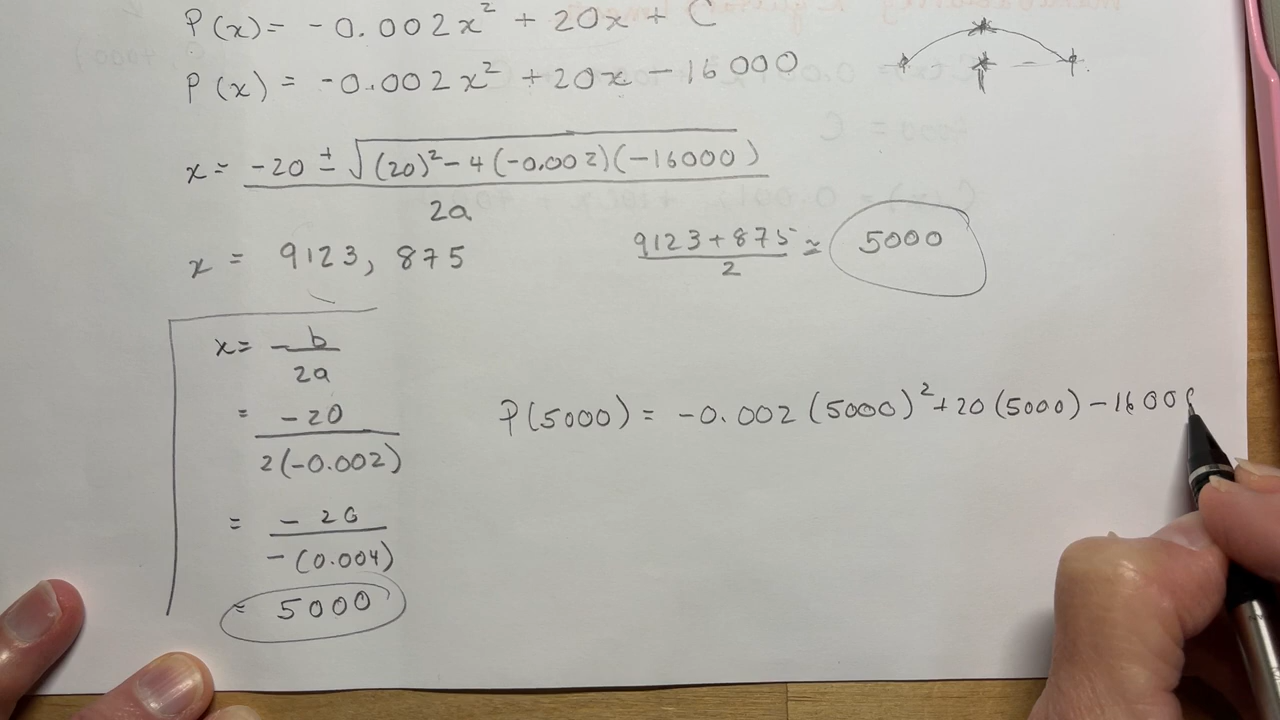 P(x) = -0.002x² + 20x + C
P(x) = -0.002x² + 20x - 16000
x = -20 ± √(20)² - 4(-0.002)(-16000)
2a
x = 9123, 875
9123 + 875
2
≃ 5000
x = - b
2a
= -20
2(-0.002)
= -20
-(0.004)
= 5000
P(5000) = -0.002(5000)² + 20(5000) - 16000